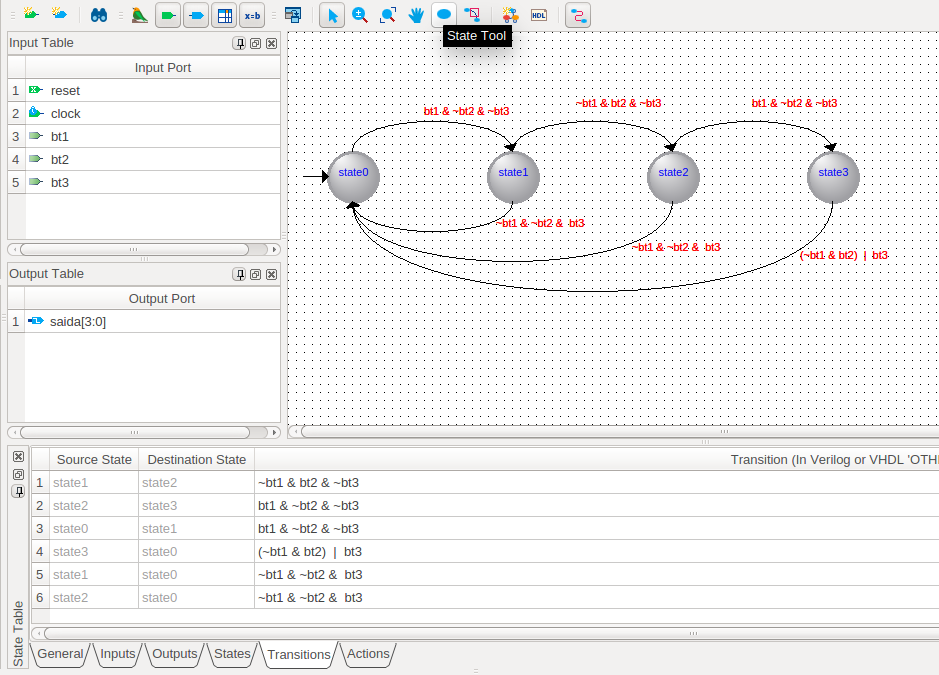 x=b
HDL
State Tool
Input Table
Input Port
1 reset
2 clock
3 bt1
4 bt2
5 bt3
Output Table
Output Port
1 saida[3:0]
bt1 & ~bt2 & ~bt3
~bt1 & bt2 & ~bt3
bt1 & ~bt2 & ~bt3
state0
state1
state2
state3
~bt1 & ~bt2 &  bt3
~bt1 & ~bt2 &  bt3
(~bt1 & bt2)  |  bt3
State Table
Source State Destination State Transition (In Verilog or VHDL 'OTH
1 state1 state2 ~bt1 & bt2 & ~bt3
2 state2 state3 bt1 & ~bt2 & ~bt3
3 state0 state1 bt1 & ~bt2 & ~bt3
4 state3 state0 (~bt1 & bt2)  |  bt3
5 state1 state0 ~bt1 & ~bt2 &  bt3
6 state2 state0 ~bt1 & ~bt2 &  bt3
General Inputs Outputs States Transitions Actions